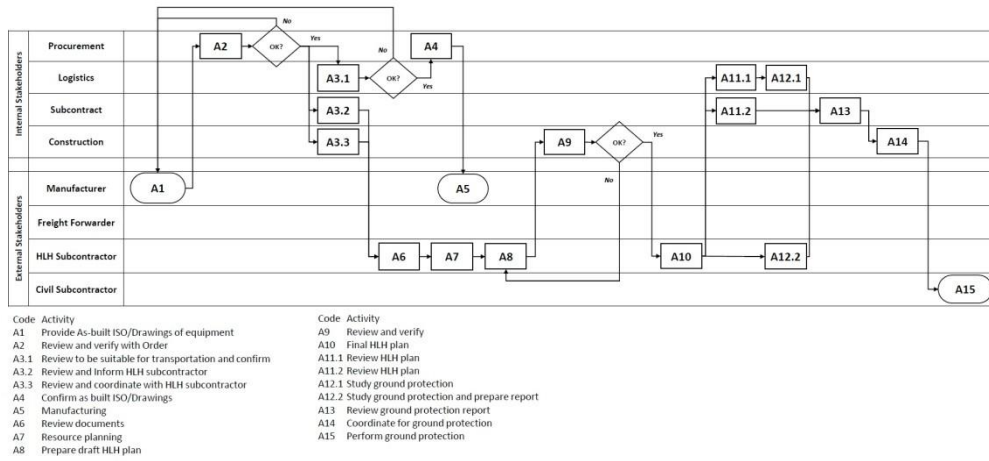 No
No
Procurement
A2
OK?
Yes
A4
Internal Stakeholders
Logistics
A3.1
OK?
Yes
A11.1
A12.1
Subcontract
A3.2
A11.2
A13
Construction
A3.3
A9
OK?
Yes
A14
No
External Stakeholders
Manufacturer
A1
A5
Freight Forwarder
HLH Subcontractor
A6
A7
A8
A10
A12.2
Civil Subcontractor
A15
Code Activity
A1 Provide As-built ISO/Drawings of equipment
A2 Review and verify with Order
A3.1 Review to be suitable for transportation and confirm
A3.2 Review and Inform HLH subcontractor
A3.3 Review and coordinate with HLH subcontractor
A4 Confirm as built ISO/Drawings
A5 Manufacturing
A6 Review documents
A7 Resource planning
A8 Prepare draft HLH plan
Code Activity
A9 Review and verify
A10 Final HLH plan
A11.1 Review HLH plan
A11.2 Review HLH plan
A12.1 Study ground protection
A12.2 Study ground protection and prepare report
A13 Review ground protection report
A14 Coordinate for ground protection
A15 Perform ground protection